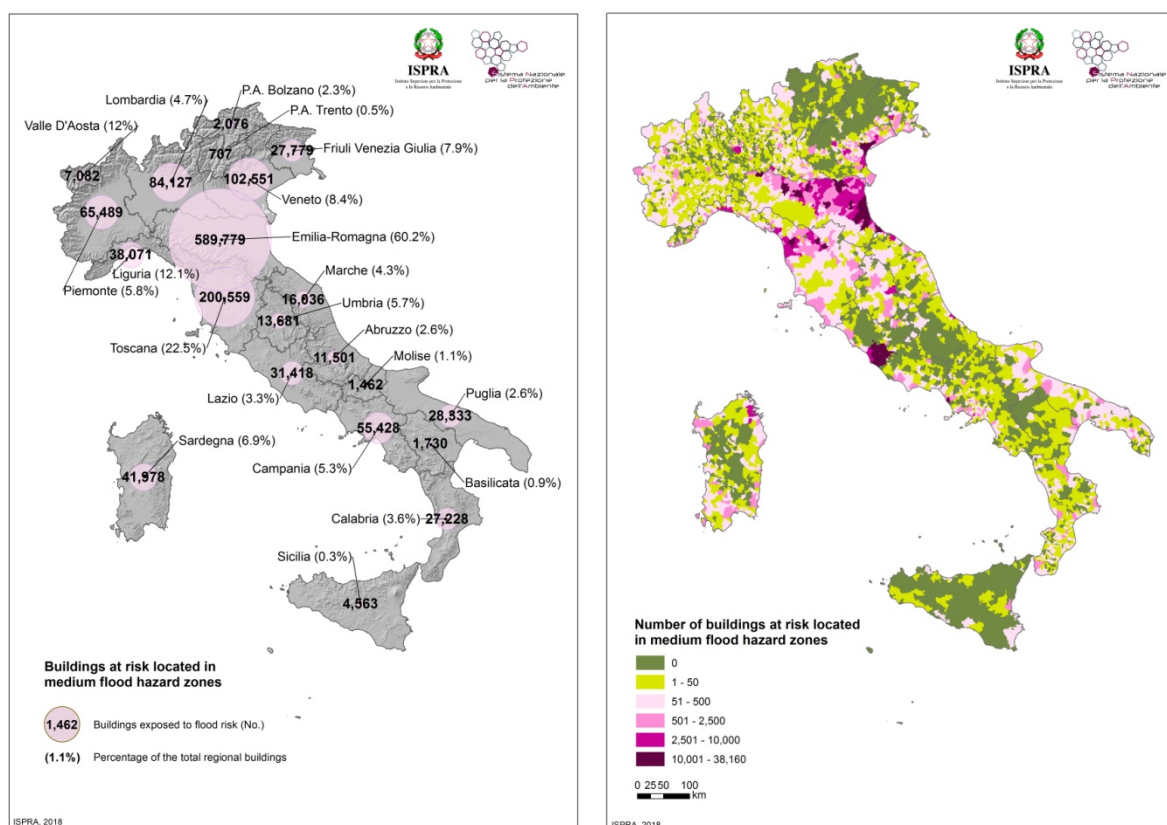 ISPRA
Istituto Superiore per la Protezione
e la Ricerca Ambientale
Sistema Nazionale
per la Protezione
dell'Ambiente
P.A. Bolzano (2.3%)
Lombardia (4.7%)
P.A. Trento (0.5%)
2,076
Valle D'Aosta (12%)
707
27,779
Friuli Venezia Giulia (7.9%)
7,082
84,127
102,551
Veneto (8.4%)
65,489
589,779
Emilia-Romagna (60.2%)
38,071
Liguria (12.1%)
Marche (4.3%)
Piemonte (5.8%)
200,559
16,036
Umbria (5.7%)
13,681
Abruzzo (2.6%)
Toscana (22.5%)
11,501
Molise (1.1%)
31,418
1,462
Puglia (2.6%)
Lazio (3.3%)
28,333
55,428
Sardegna (6.9%)
1,730
Campania (5.3%)
41,978
Basilicata (0.9%)
Calabria (3.6%)
27,228
Sicilia (0.3%)
4,563
Buildings at risk located in
medium flood hazard zones
1,462
Buildings exposed to flood risk (No.)
(1.1%)
Percentage of the total regional buildings
ISPRA, 2018
ISPRA
Istituto Superiore per la Protezione
e la Ricerca Ambientale
Sistema Nazionale
per la Protezione
dell'Ambiente
Number of buildings at risk located
in medium flood hazard zones
0
1 - 50
51 - 500
501 - 2,500
2,501 - 10,000
10,001 - 38,160
0 25 50 100
km
ISPRA, 2018